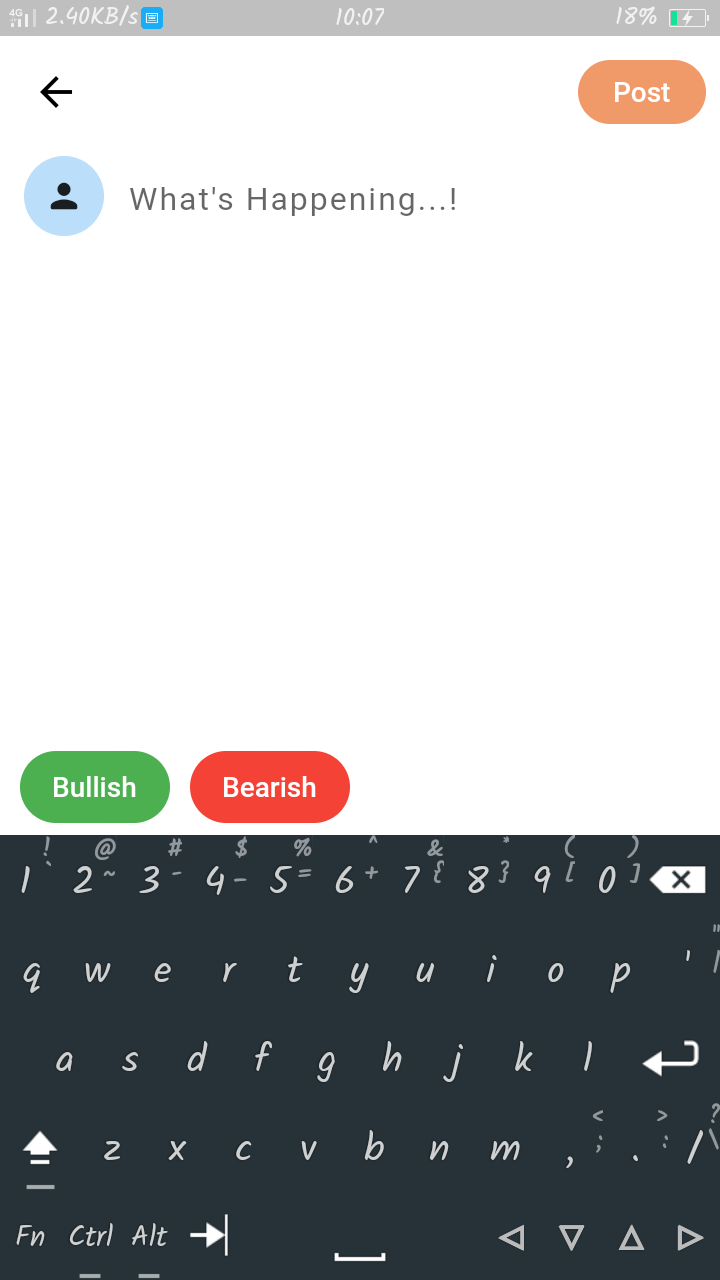 4G 2.40KB/s 10:07 18%
Post
What's Happening...!
Bullish Bearish
! @ # $ % ^ & * ( )
1 ` 2 ~ 3 - 4 - 5 = 6 + 7 { 8 } 9 [ 0 ]
q w e r t y u i o p ' " |
a s d f g h j k l
z x c v b n m , < ; . > : / ? \
Fn Ctrl Alt